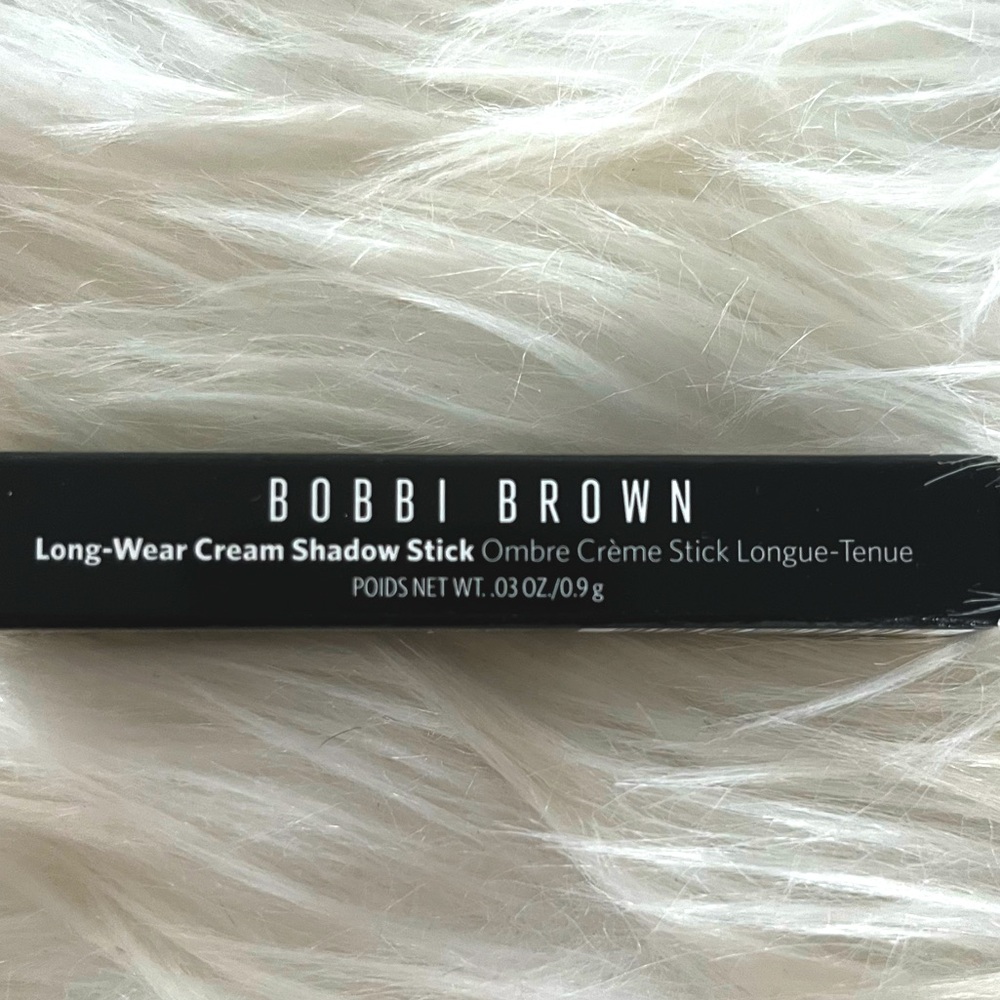 BOBBI BROWN
Long-Wear Cream Shadow Stick Ombre Crème Stick Longue-Tenue
POIDS NET WT. .03 OZ./0.9 g